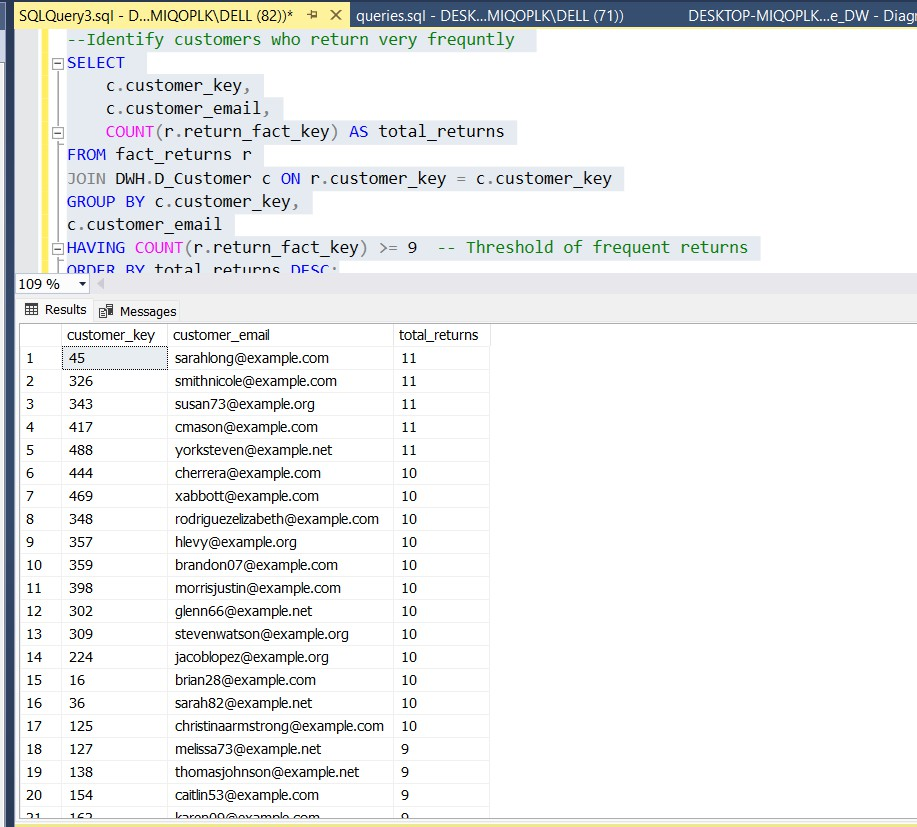 SQLQuery3.sql - D...MIQOPLK\DELL (82))* queries.sql - DESK...MIQOPLK\DELL (71)) DESKTOP-MIQOPLK...e_DW - Diagr
--Identify customers who return very frequntly
SELECT
c.customer_key,
c.customer_email,
COUNT(r.return_fact_key) AS total_returns
FROM fact_returns r
JOIN DWH.D_Customer c ON r.customer_key = c.customer_key
GROUP BY c.customer_key,
c.customer_email
HAVING COUNT(r.return_fact_key) >= 9 -- Threshold of frequent returns
ORDER BY total_returns DESC;
109 %
Results Messages
customer_key customer_email total_returns
1 45 sarahlong@example.com 11
2 326 smithnicole@example.com 11
3 343 susan73@example.org 11
4 417 cmason@example.com 11
5 488 yorksteven@example.net 11
6 444 cherrera@example.com 10
7 469 xabbott@example.com 10
8 348 rodriguezelizabeth@example.com 10
9 357 hlevy@example.org 10
10 359 brandon07@example.com 10
11 398 morrisjustin@example.com 10
12 302 glenn66@example.net 10
13 309 stevenwatson@example.org 10
14 224 jacoblopez@example.org 10
15 16 brian28@example.com 10
16 36 sarah82@example.net 10
17 125 christinaarmstrong@example.com 10
18 127 melissa73@example.net 9
19 138 thomasjohnson@example.net 9
20 154 caitlin53@example.com 9
21 162 karen09@example.com 9